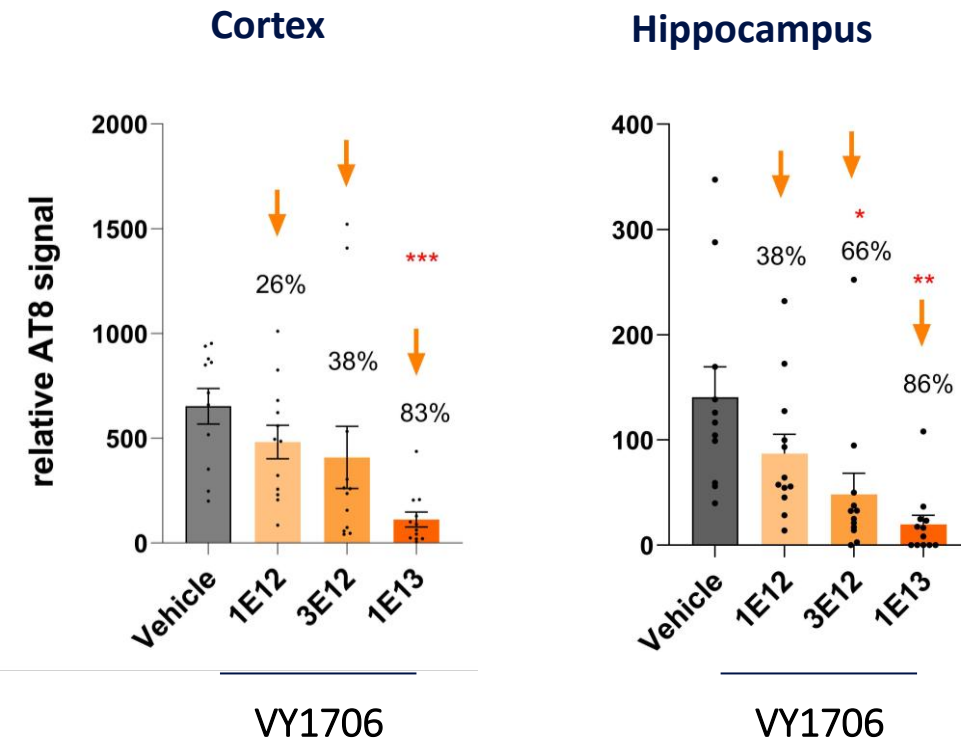 Cortex
relative AT8 signal
2000
1500
1000
500
0
26%
38%
***
83%
Vehicle
1E12
3E12
1E13
VY1706
Hippocampus
400
300
200
100
0
38%
*
66%
**
86%
Vehicle
1E12
3E12
1E13
VY1706